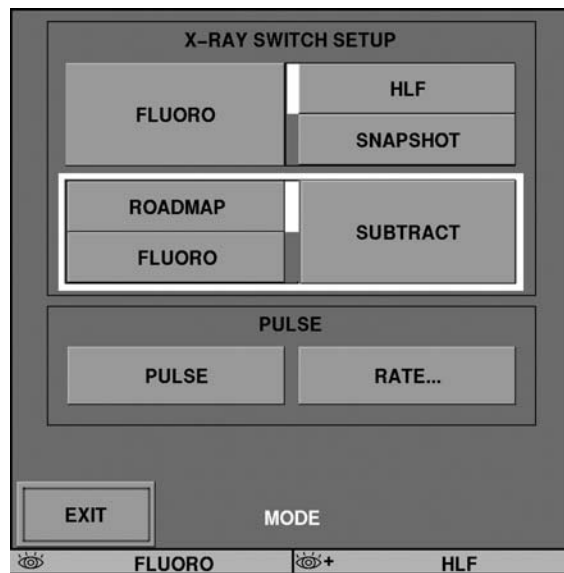 X–RAY SWITCH SETUP
FLUORO
HLF
SNAPSHOT
ROADMAP
FLUORO
SUBTRACT
PULSE
PULSE
RATE...
EXIT
MODE
FLUORO
+
HLF